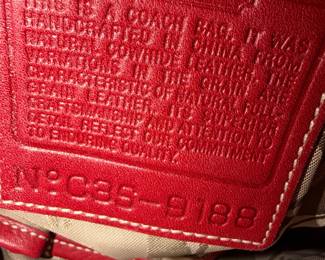 THIS IS A COACH BAG. IT WAS
HANDCRAFTED IN CHINA FROM
NATURAL COWHIDE LEATHER. THE
VARIATIONS IN THE GRAIN ARE
CHARACTERISTIC OF NATURAL FULL
GRAIN LEATHER. ITS SUPERIOR
CRAFTSMANSHIP AND ATTENTION TO
DETAIL REFLECT OUR COMMITMENT
TO ENDURING QUALITY.
No C3S-9188